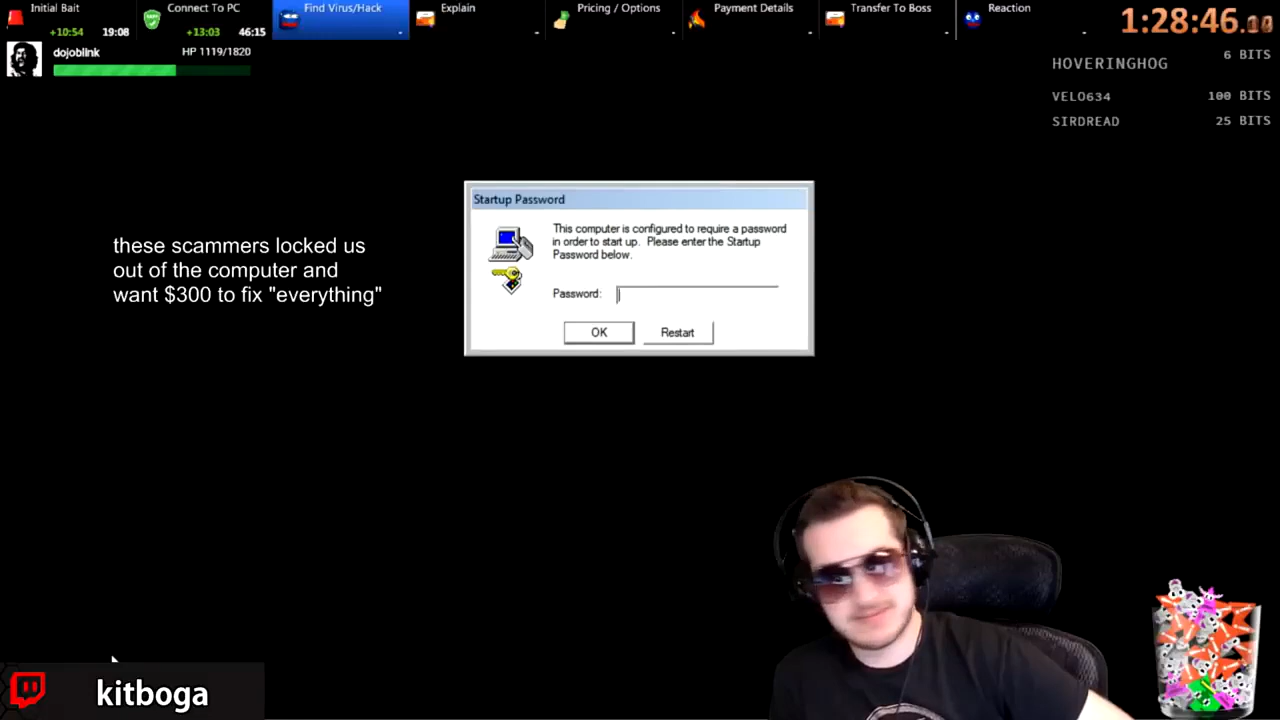 Initial Bait
+10:54 19:08
Connect To PC
+13:03 46:15
Find Virus/Hack
-
Explain
-
Pricing / Options
-
Payment Details
-
Transfer To Boss
-
Reaction
-
1:28:46.
dojoblink HP 1119/1820
HOVERINGHOG 6 BITS
VELO634 100 BITS
SIRDREAD 25 BITS
Startup Password
This computer is configured to require a password
in order to start up. Please enter the Startup
Password below.
Password:
OK Restart
these scammers locked us
out of the computer and
want $300 to fix "everything"
kitboga